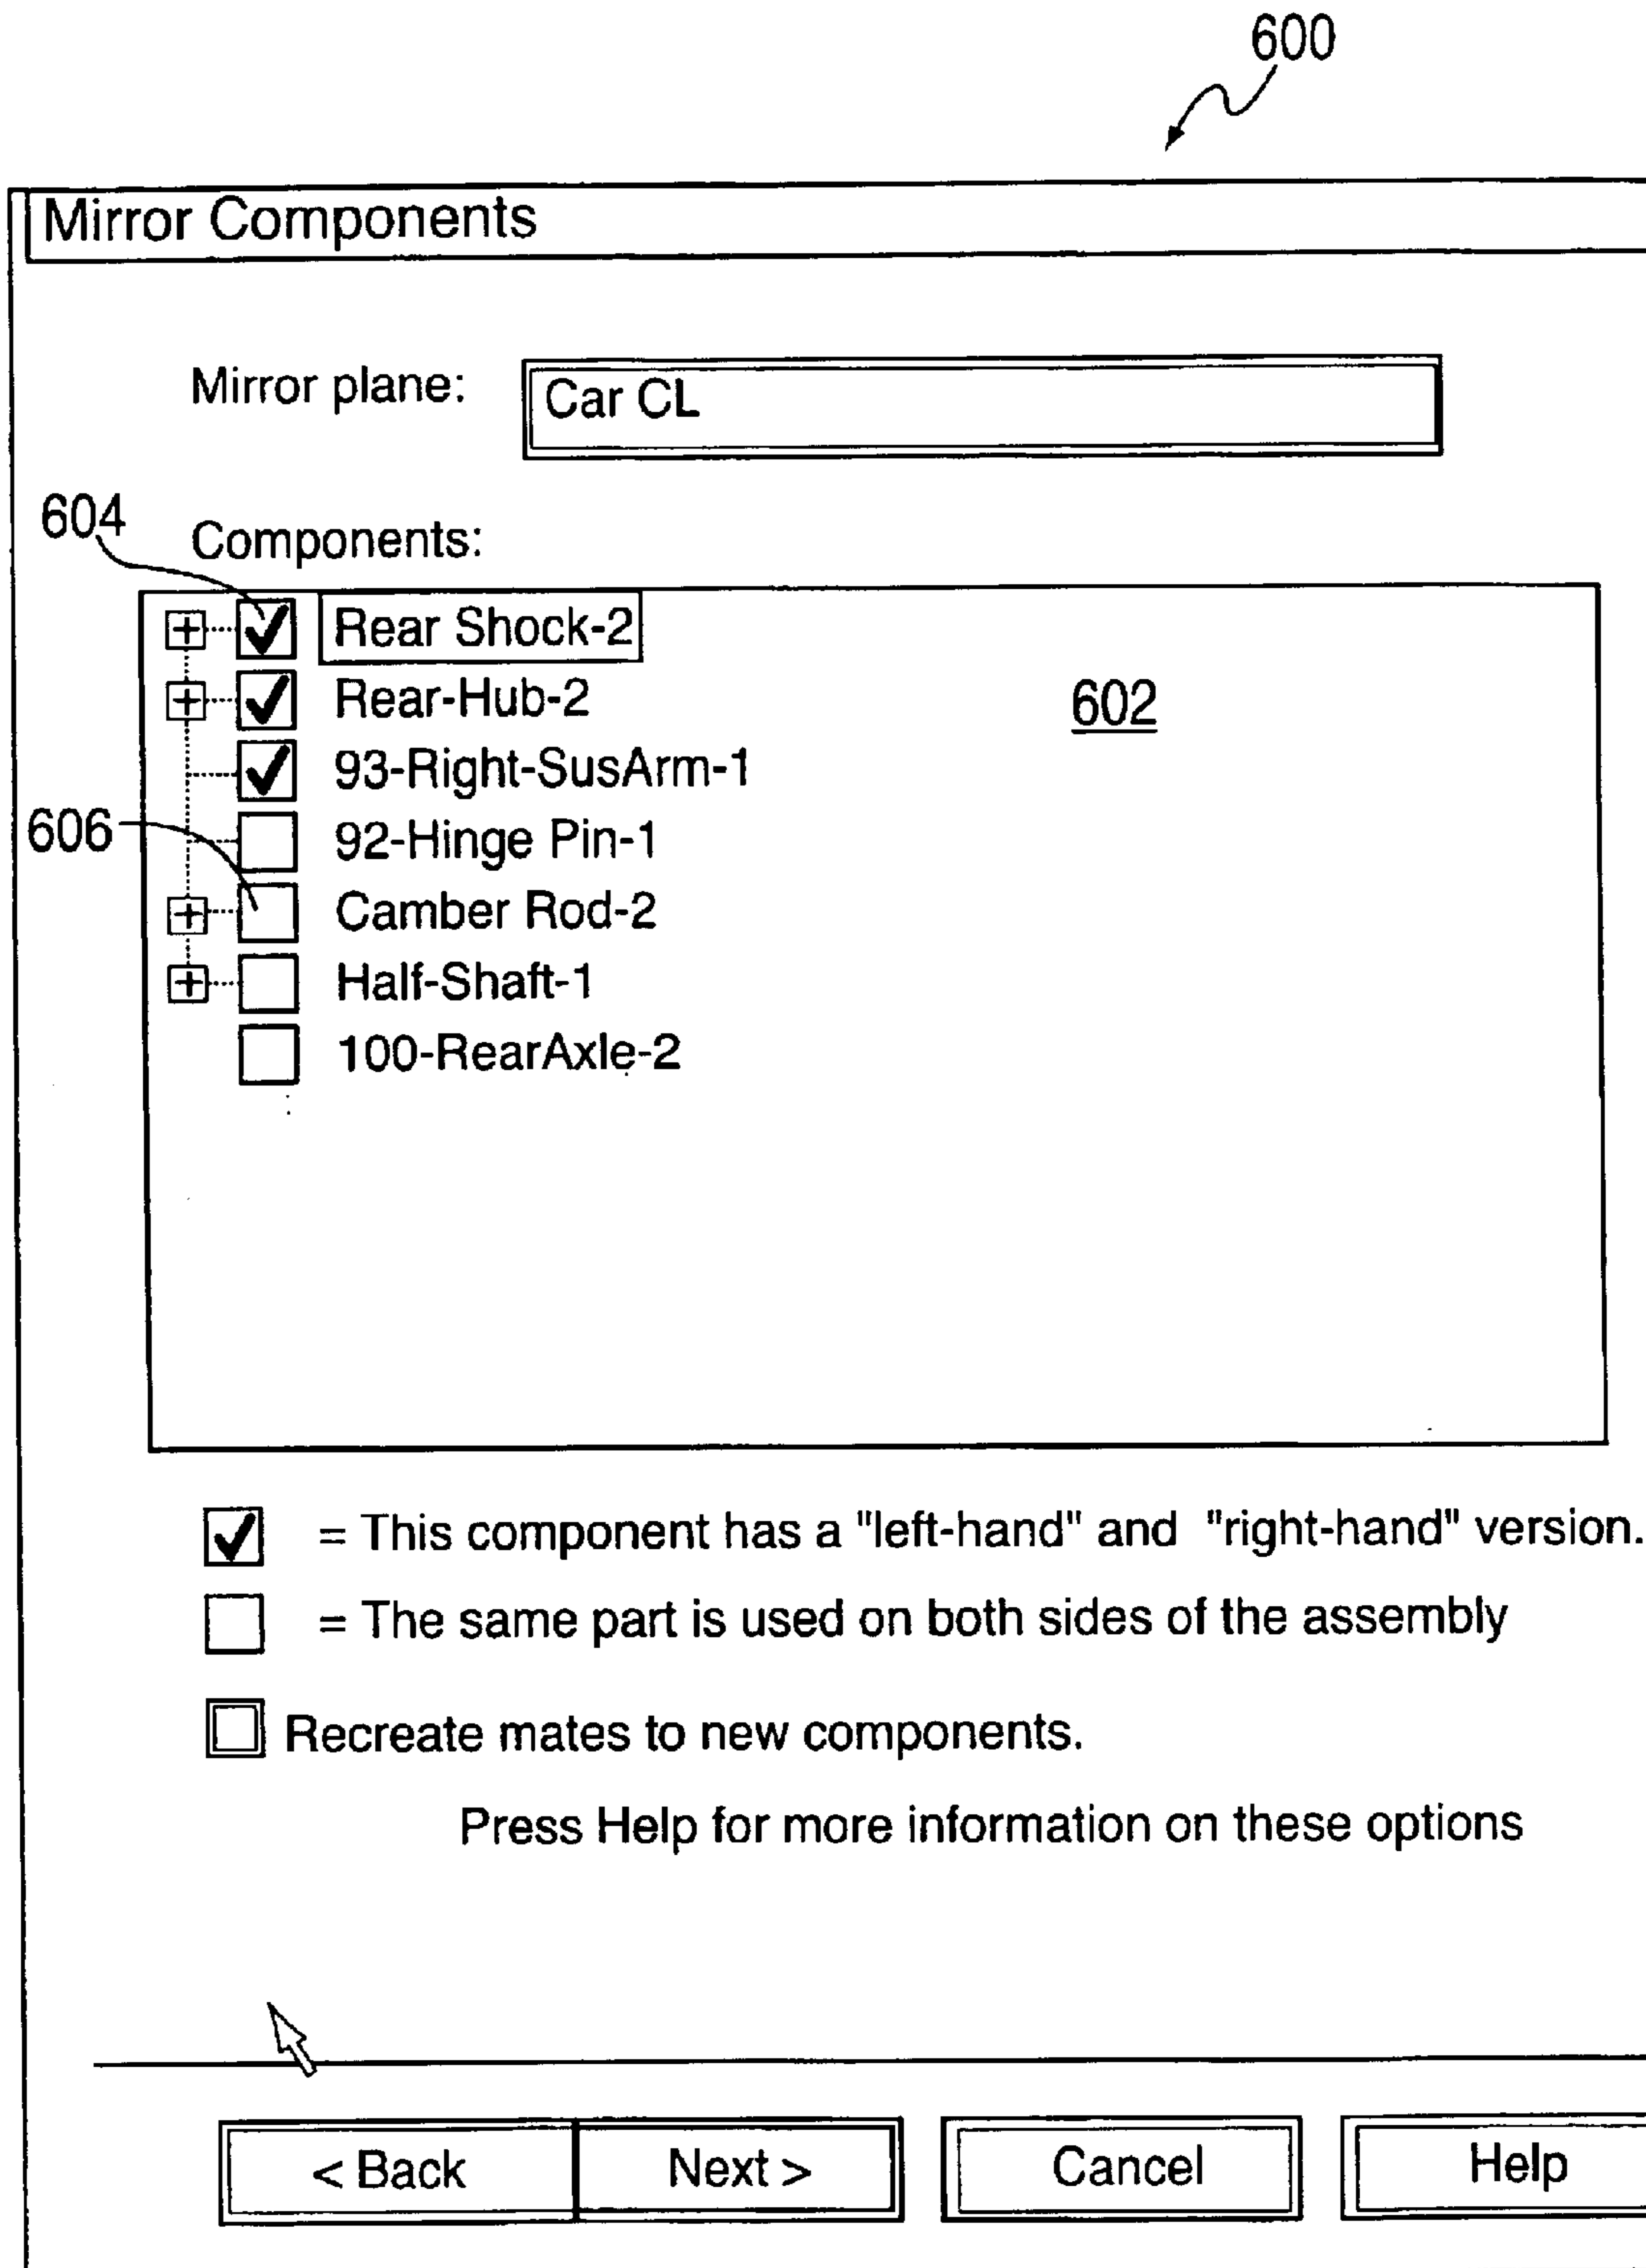 600
Mirror Components
Mirror plane: Car CL
604
Components:
Rear Shock-2
Rear-Hub-2
602
93-Right-SusArm-1
606
92-Hinge Pin-1
Camber Rod-2
Half-Shaft-1
100-RearAxle-2
= This component has a "left-hand" and "right-hand" version.
= The same part is used on both sides of the assembly
Recreate mates to new components.
Press Help for more information on these options
< Back Next > Cancel Help